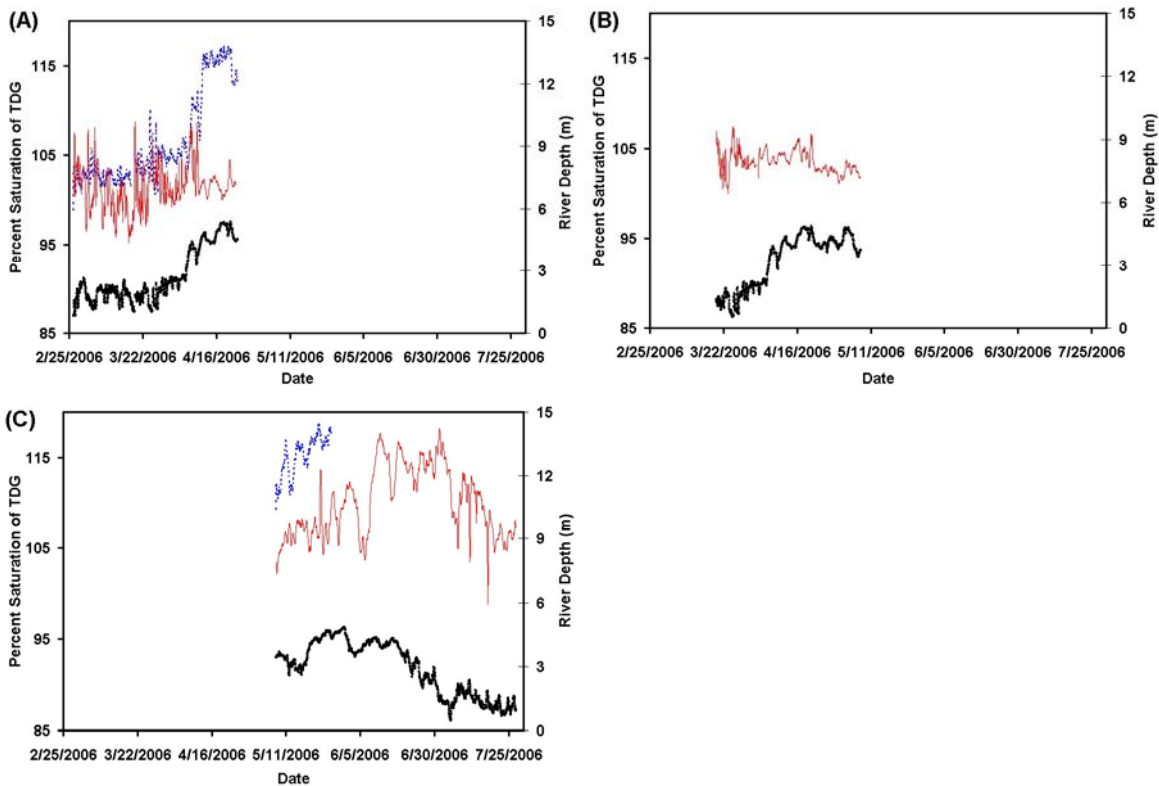 (A)
Percent Saturation of TDG
115
105
95
85
15
12
9
6
3
0
River Depth (m)
2/25/2006 3/22/2006 4/16/2006 5/11/2006 6/5/2006 6/30/2006 7/25/2006
Date
(B)
Percent Saturation of TDG
115
105
95
85
15
12
9
6
3
0
River Depth (m)
2/25/2006 3/22/2006 4/16/2006 5/11/2006 6/5/2006 6/30/2006 7/25/2006
Date
(C)
Percent Saturation of TDG
115
105
95
85
15
12
9
6
3
0
River Depth (m)
2/25/2006 3/22/2006 4/16/2006 5/11/2006 6/5/2006 6/30/2006 7/25/2006
Date